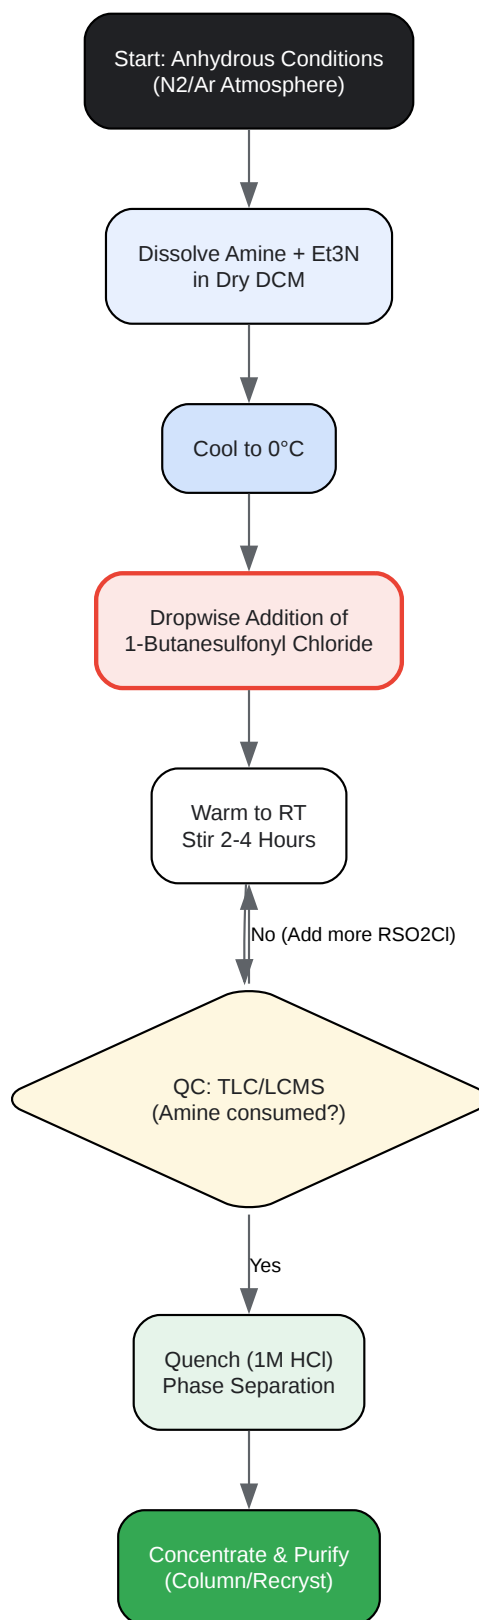 Start: Anhydrous Conditions
(N2/Ar Atmosphere)
Dissolve Amine + Et3N
in Dry DCM
Cool to 0°C
Dropwise Addition of
1-Butanesulfonyl Chloride
Warm to RT
Stir 2-4 Hours
No (Add more RSO2Cl)
QC: TLC/LCMS
(Amine consumed?)
Yes
Quench (1M HCl)
Phase Separation
Concentrate & Purify
(Column/Recryst)